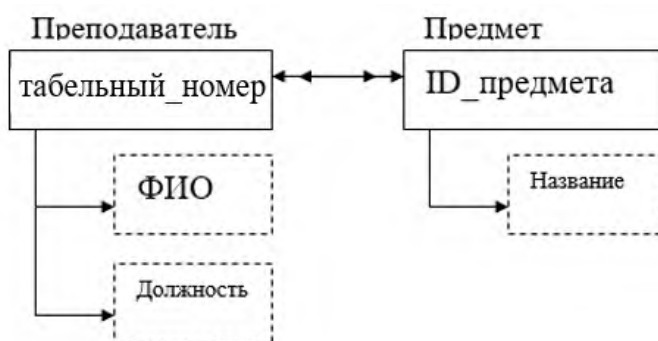 Преподаватель
Предмет
табельный_номер
ID_предмета
ФИО
Название
Должность